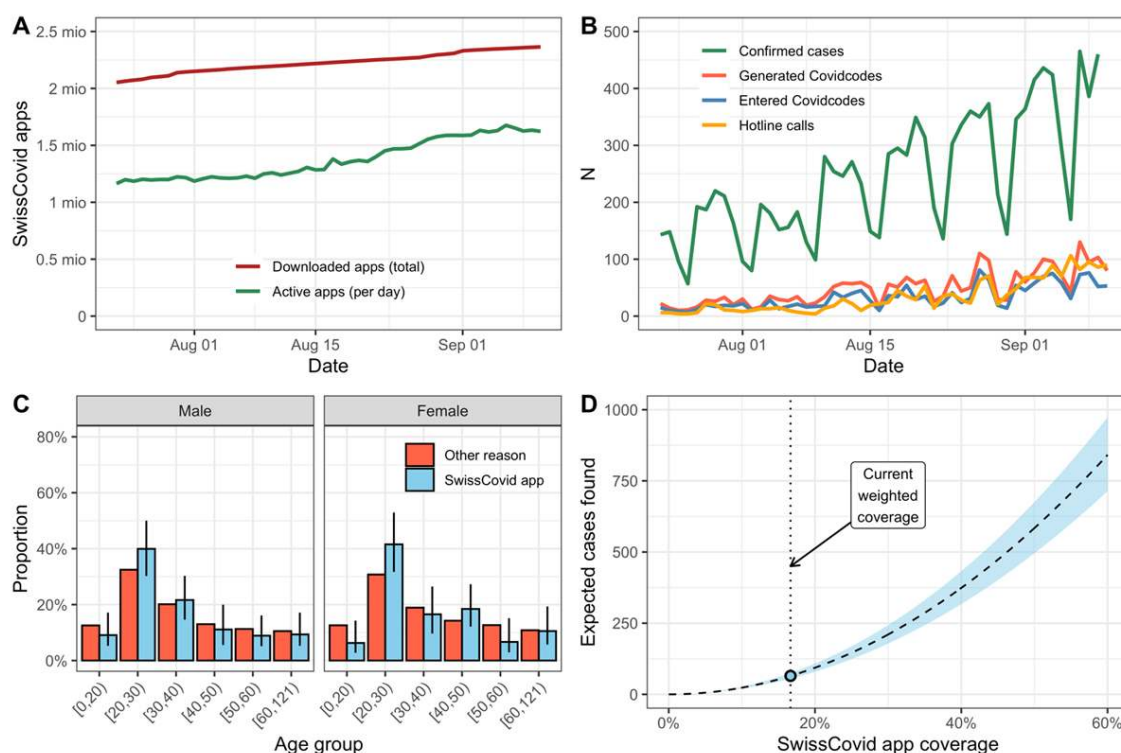 A
2.5 mio
2 mio
1.5 mio
1 mio
0.5 mio
0
SwissCovid apps
Downloaded apps (total)
Active apps (per day)
Aug 01
Aug 15
Sep 01
Date
B
500
400
300
200
100
0
N
Confirmed cases
Generated Covidcodes
Entered Covidcodes
Hotline calls
Aug 01
Aug 15
Sep 01
Date
C
Male
Female
80%
60%
40%
20%
0%
Proportion
Other reason
SwissCovid app
[0,20)
[20,30)
[30,40)
[40,50)
[50,60)
[60,121)
[0,20)
[20,30)
[30,40)
[40,50)
[50,60)
[60,121)
Age group
D
1000
750
500
250
0
Expected cases found
Current
weighted
coverage
0%
20%
40%
60%
SwissCovid app coverage